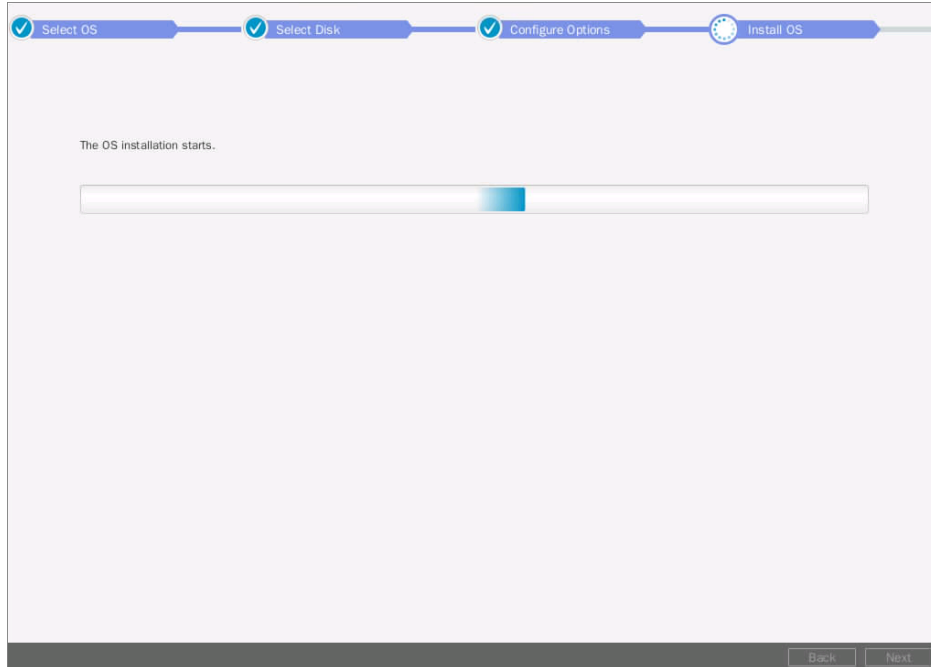 Select OS
Select Disk
Configure Options
Install OS
The OS installation starts.
Back
Next